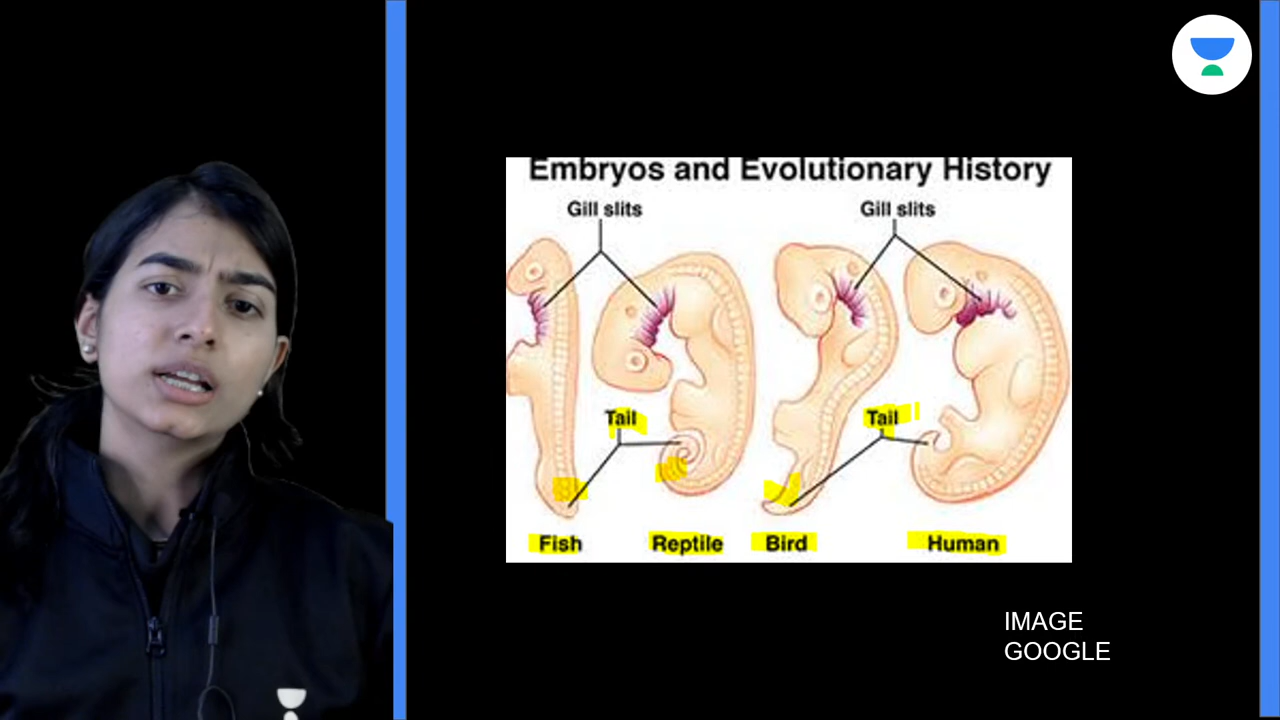 Embryos and Evolutionary History
Gill slits
Gill slits
Tail
Tail
Fish
Reptile
Bird
Human
IMAGE
GOOGLE